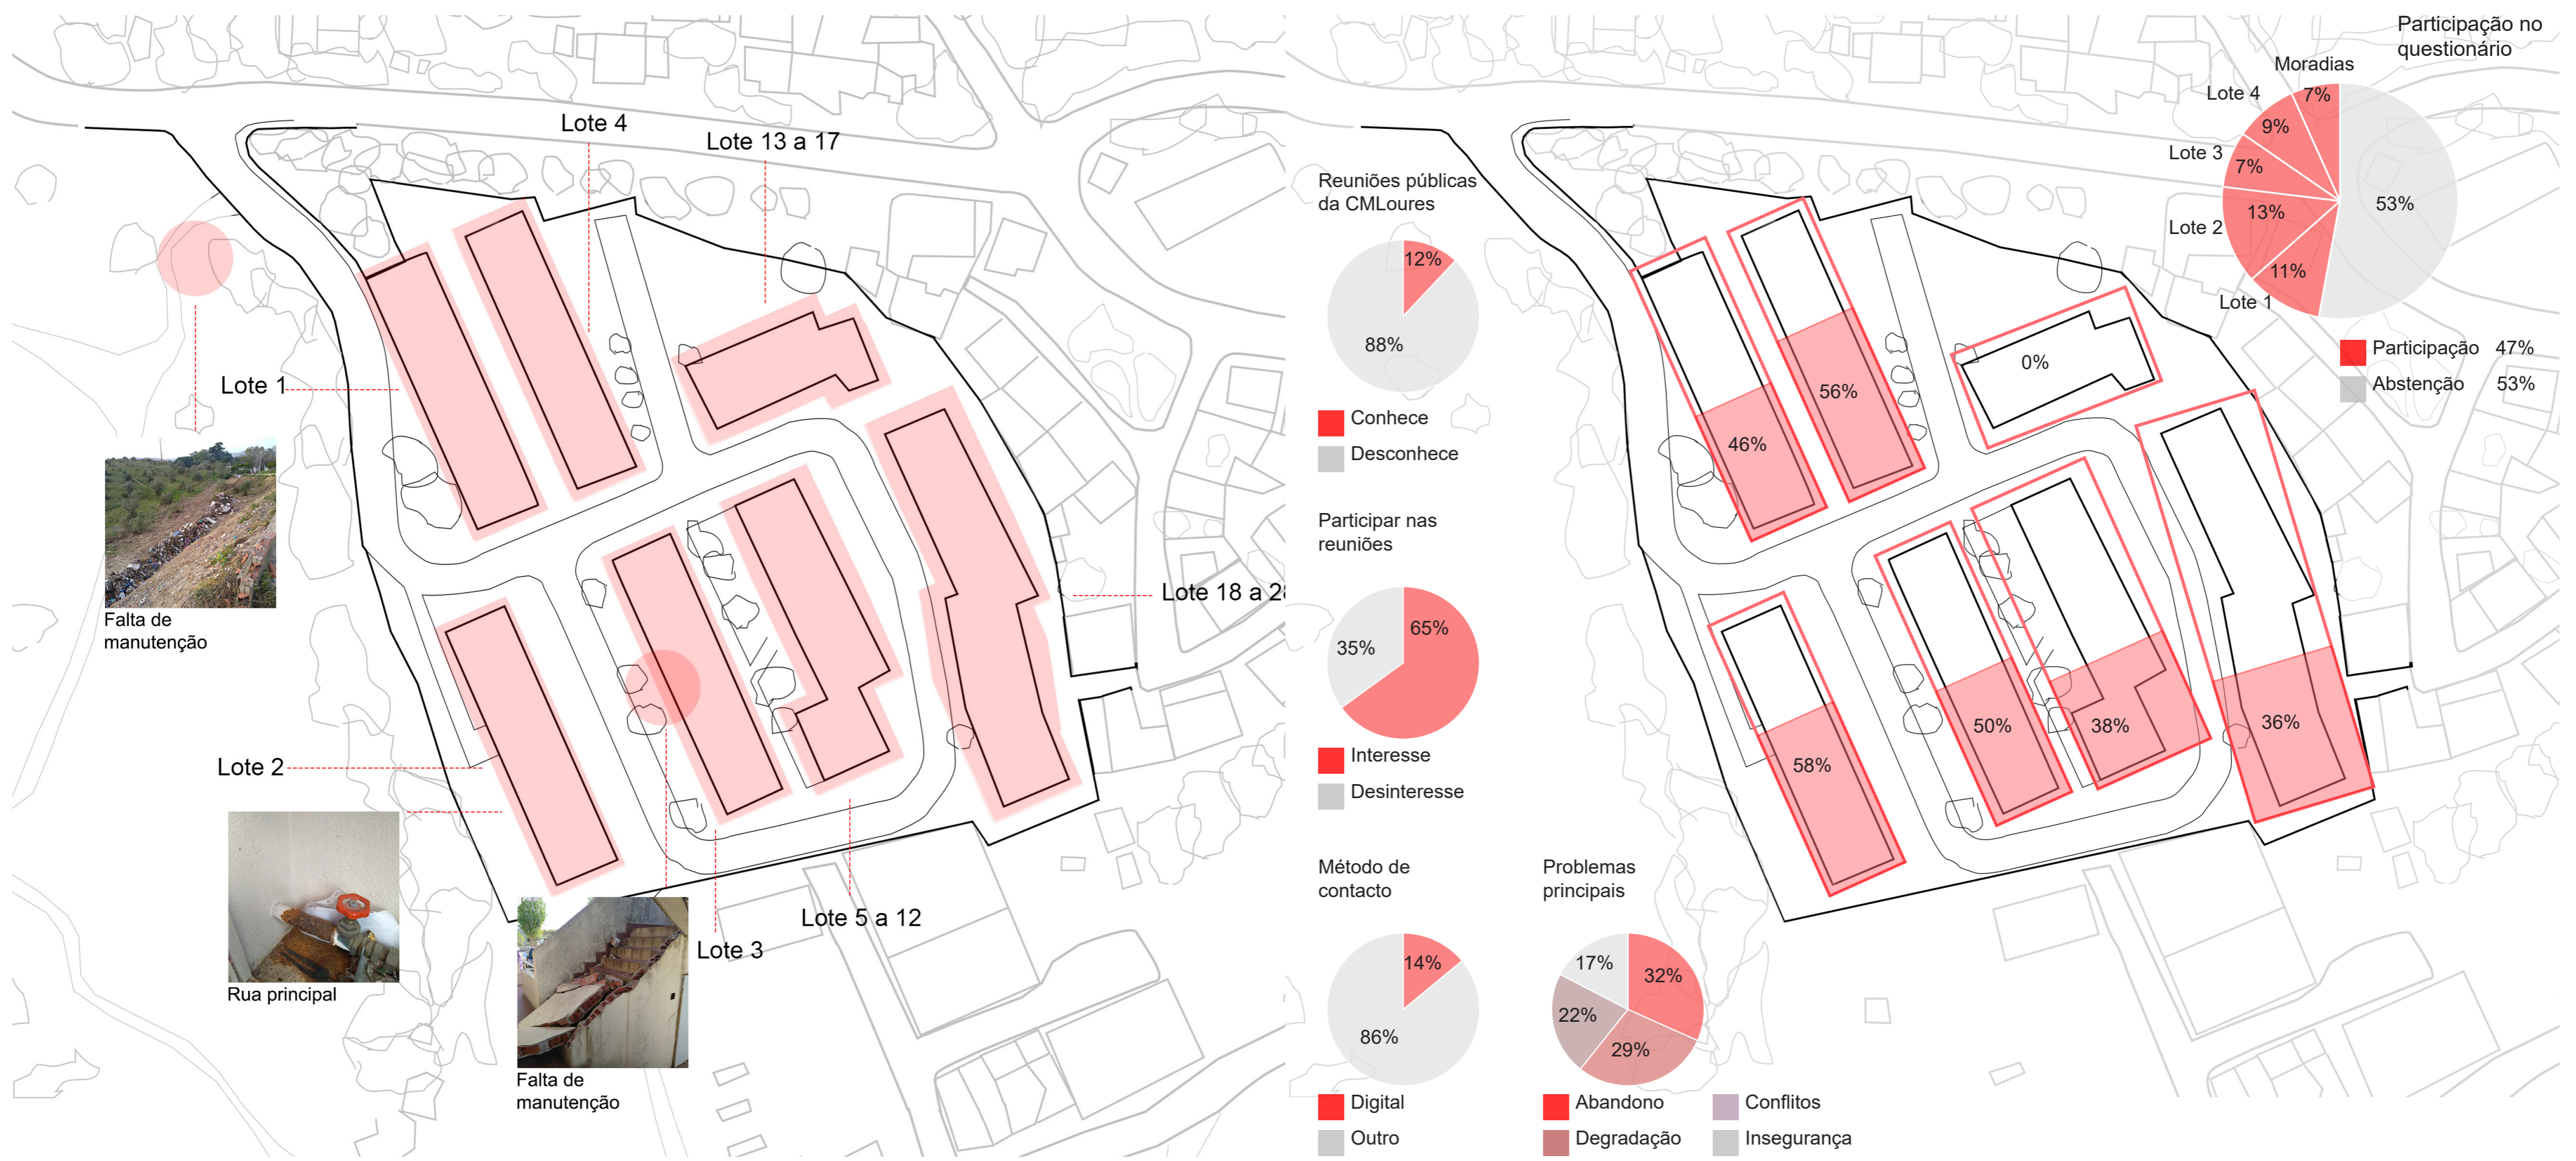 Lote 4
Lote 13 a 17
Lote 1
Falta de
manutenção
Lote 18 a
Lote 2
Rua principal
Lote 5 a 12
Lote 3
Falta de
manutenção
Reuniões públicas
da CMLoures
12%
88%
Conhece
Desconhece
Participar nas
reuniões
65%
35%
Interesse
Desinteresse
Método de
contacto
14%
86%
Digital
Outro
Problemas
principais
17%
32%
22%
29%
Abandono
Degradação
Conflitos
Insegurança
56%
46%
0%
58%
50%
38%
36%
Participação no
questionário
Moradias
7%
Lote 4
9%
Lote 3
7%
Lote 2
13%
Lote 1
11%
53%
Participação 47%
Abstenção 53%